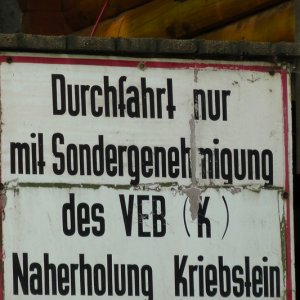 Durchfahrt nur
mit Sondergenehmigung
des VEB (K)
Naherholung Kriebstein